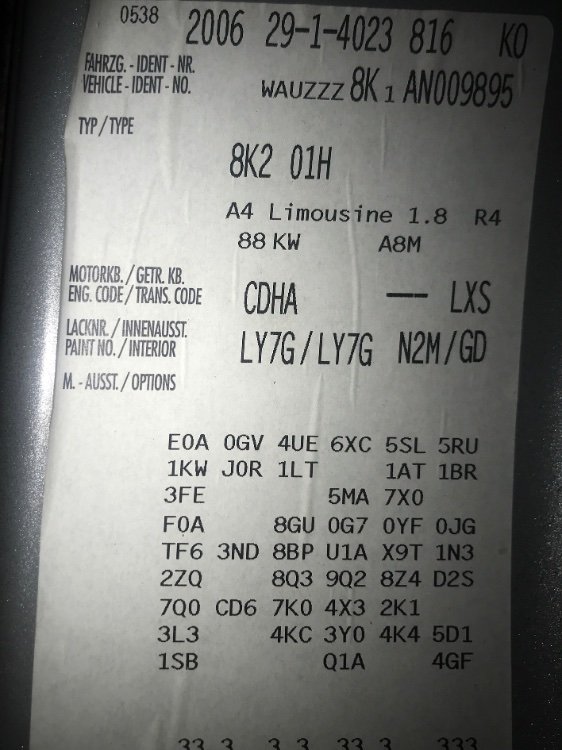 0538 2006 29-1-4023 816 KO
FAHRZG. - IDENT - NR.
VEHICLE - IDENT - NO. WAUZZZ 8K 1 AN009895
TYP / TYPE
8K2 01H
A4 Limousine 1.8 R4
88 KW A8M
MOTORKB. / GETR. KB.
ENG. CODE / TRANS. CODE CDHA — LXS
LACKNR. / INNENAUSST.
PAINT NO. / INTERIOR LY7G / LY7G N2M / GD
M. - AUSST. / OPTIONS
E0A 0GV 4UE 6XC 5SL 5RU
1KW J0R 1LT 1AT 1BR
3FE 5MA 7X0
F0A 8GU 0G7 0YF 0JG
TF6 3ND 8BP U1A X9T 1N3
2ZQ 8Q3 9Q2 8Z4 D2S
7Q0 CD6 7K0 4X3 2K1
3L3 4KC 3Y0 4K4 5D1
1SB Q1A 4GF